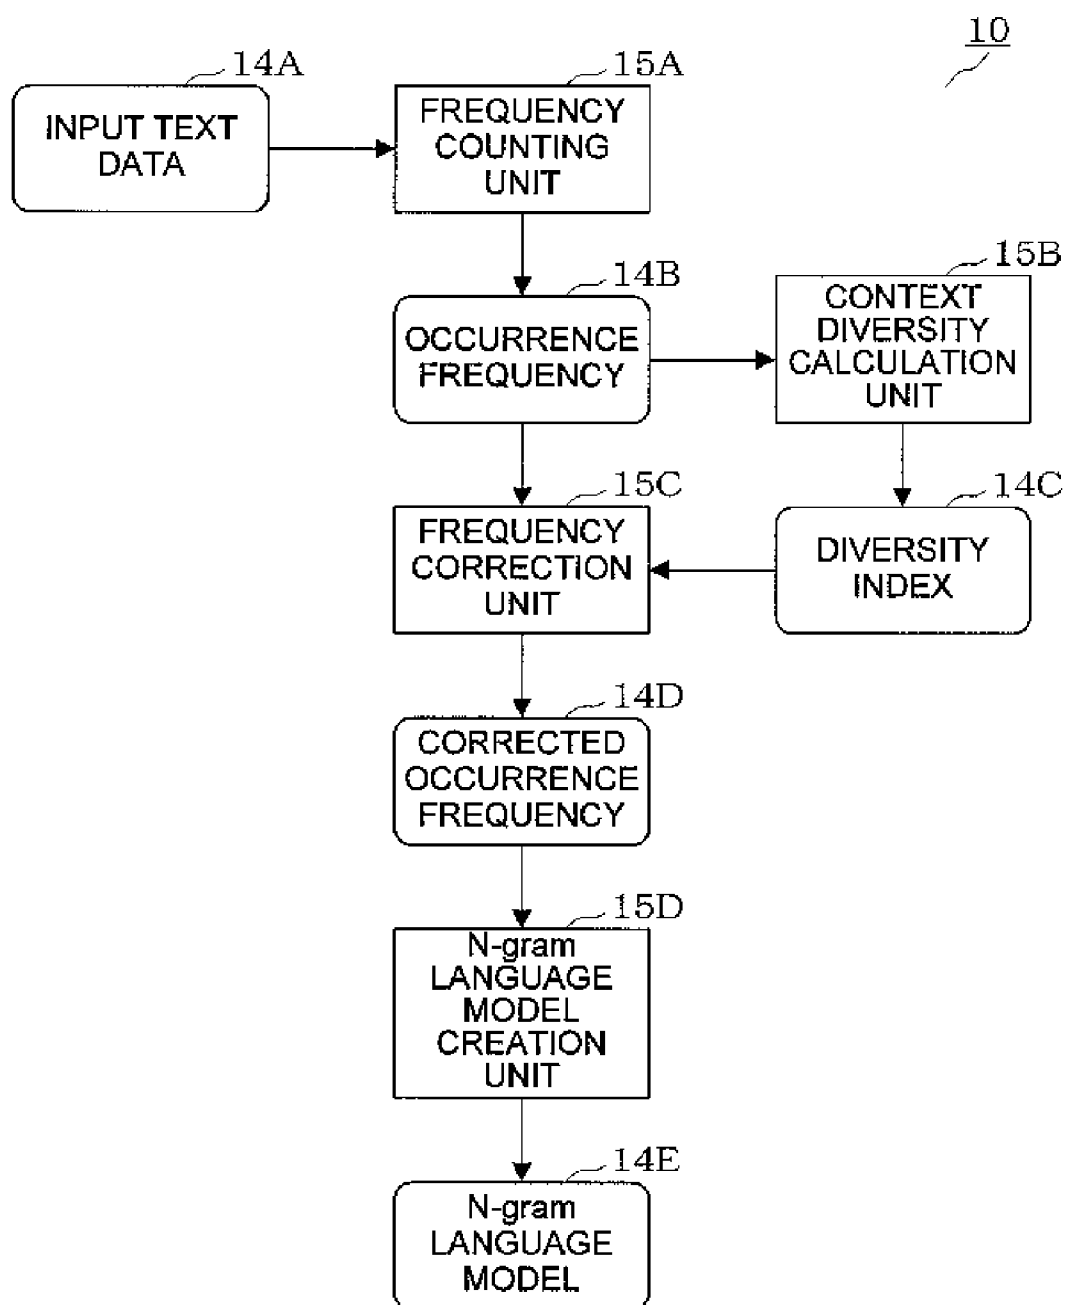 10
14A
INPUT TEXT
DATA
15A
FREQUENCY
COUNTING
UNIT
14B
OCCURRENCE
FREQUENCY
15B
CONTEXT
DIVERSITY
CALCULATION
UNIT
15C
FREQUENCY
CORRECTION
UNIT
14C
DIVERSITY
INDEX
14D
CORRECTED
OCCURRENCE
FREQUENCY
15D
N-gram
LANGUAGE
MODEL
CREATION
UNIT
14E
N-gram
LANGUAGE
MODEL